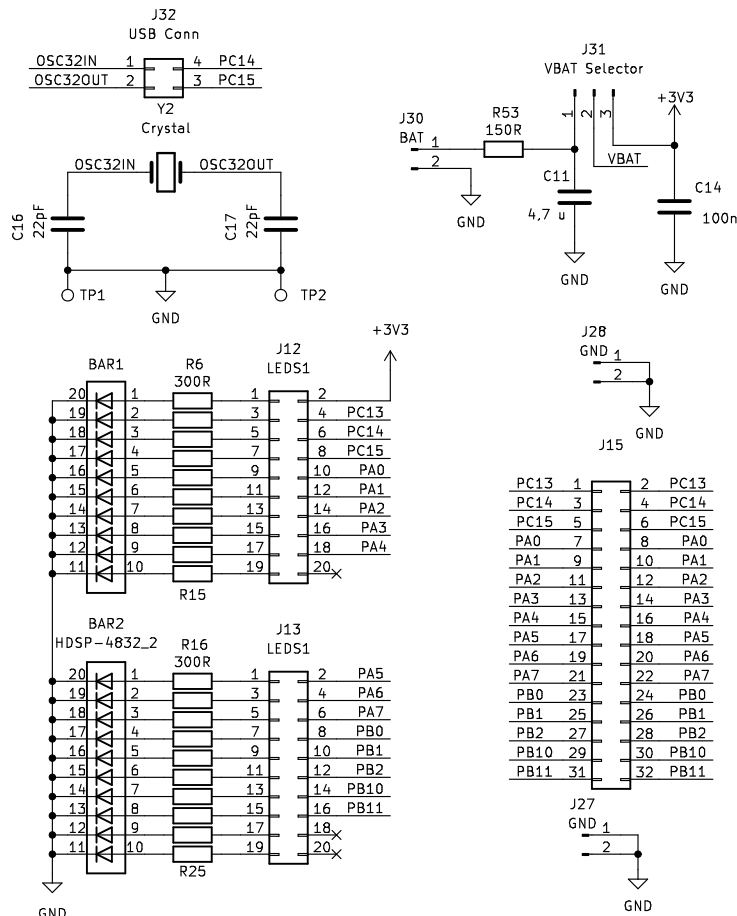 J32
USB Conn
OSC32IN 1 4 PC14
OSC32OUT 2 3 PC15
Y2
Crystal
OSC32IN OSC32OUT
C16
22pF
C17
22pF
TP1 TP2
GND
J31
VBAT Selector
+3V3
J30
BAT
1
2
R53
150R
1
2
3
VBAT
GND
C11
4,7 u
GND
C14
100n
GND
BAR1
R6
300R
J12
LEDS1
+3V3
20 1 1 2
19 2 3 4 PC13
18 3 5 6 PC14
17 4 7 8 PC15
16 5 9 10 PA0
15 6 11 12 PA1
14 7 13 14 PA2
13 8 15 16 PA3
12 9 17 18 PA4
11 10 19 20
R15
BAR2
HDSP-4832_2
R16
300R
J13
LEDS1
20 1 1 2 PA5
19 2 3 4 PA6
18 3 5 6 PA7
17 4 7 8 PB0
16 5 9 10 PB1
15 6 11 12 PB2
14 7 13 14 PB10
13 8 15 16 PB11
12 9 17 18
11 10 19 20
R25
GND
J28
GND 1
2
GND
J15
PC13 1 2 PC13
PC14 3 4 PC14
PC15 5 6 PC15
PA0 7 8 PA0
PA1 9 10 PA1
PA2 11 12 PA2
PA3 13 14 PA3
PA4 15 16 PA4
PA5 17 18 PA5
PA6 19 20 PA6
PA7 21 22 PA7
PB0 23 24 PB0
PB1 25 26 PB1
PB2 27 28 PB2
PB10 29 30 PB10
PB11 31 32 PB11
J27
GND 1
2
GND